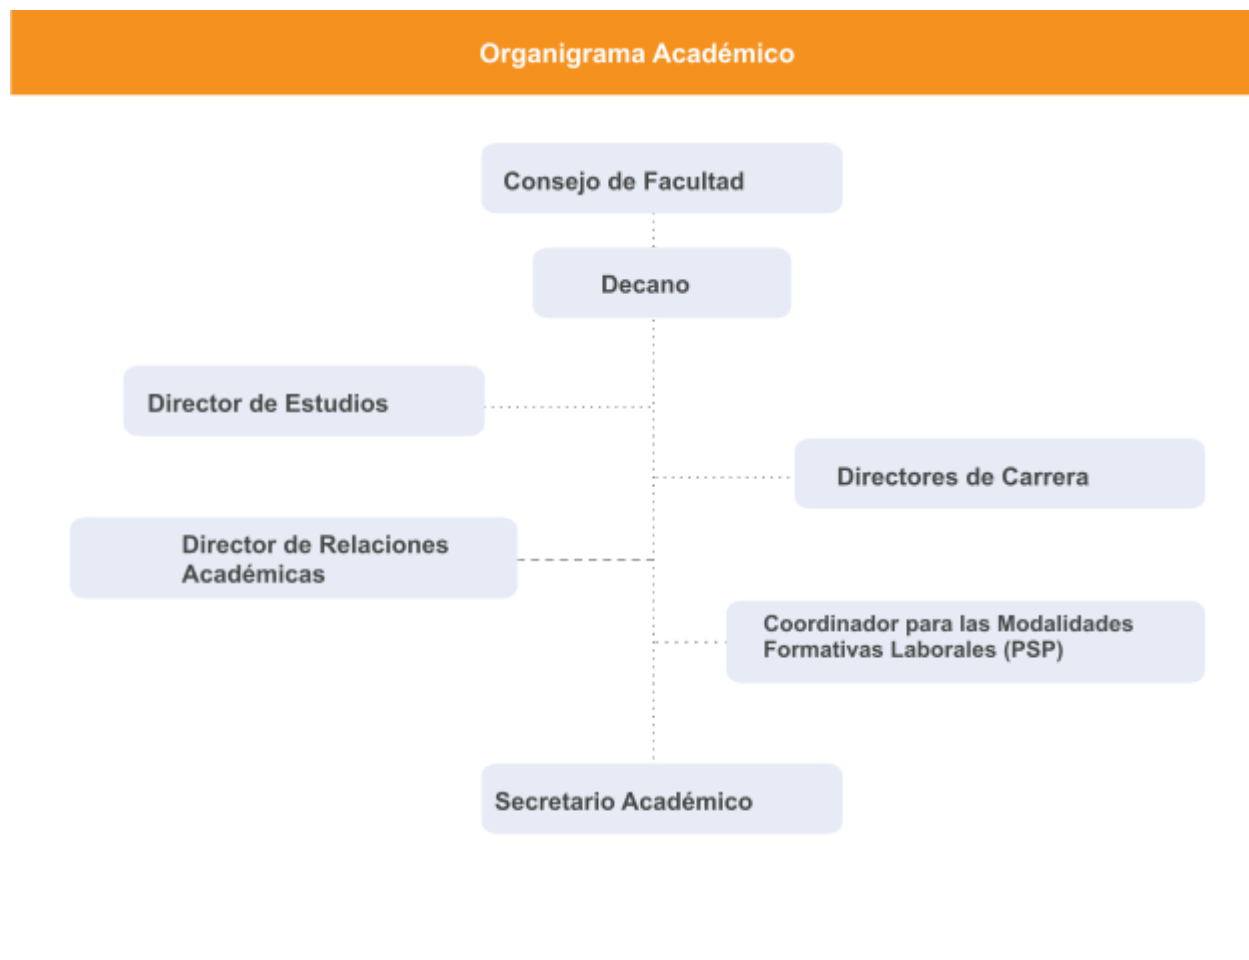 Organigrama Académico
Consejo de Facultad
Decano
Director de Estudios
Directores de Carrera
Director de Relaciones
Académicas
Coordinador para las Modalidades
Formativas Laborales (PSP)
Secretario Académico